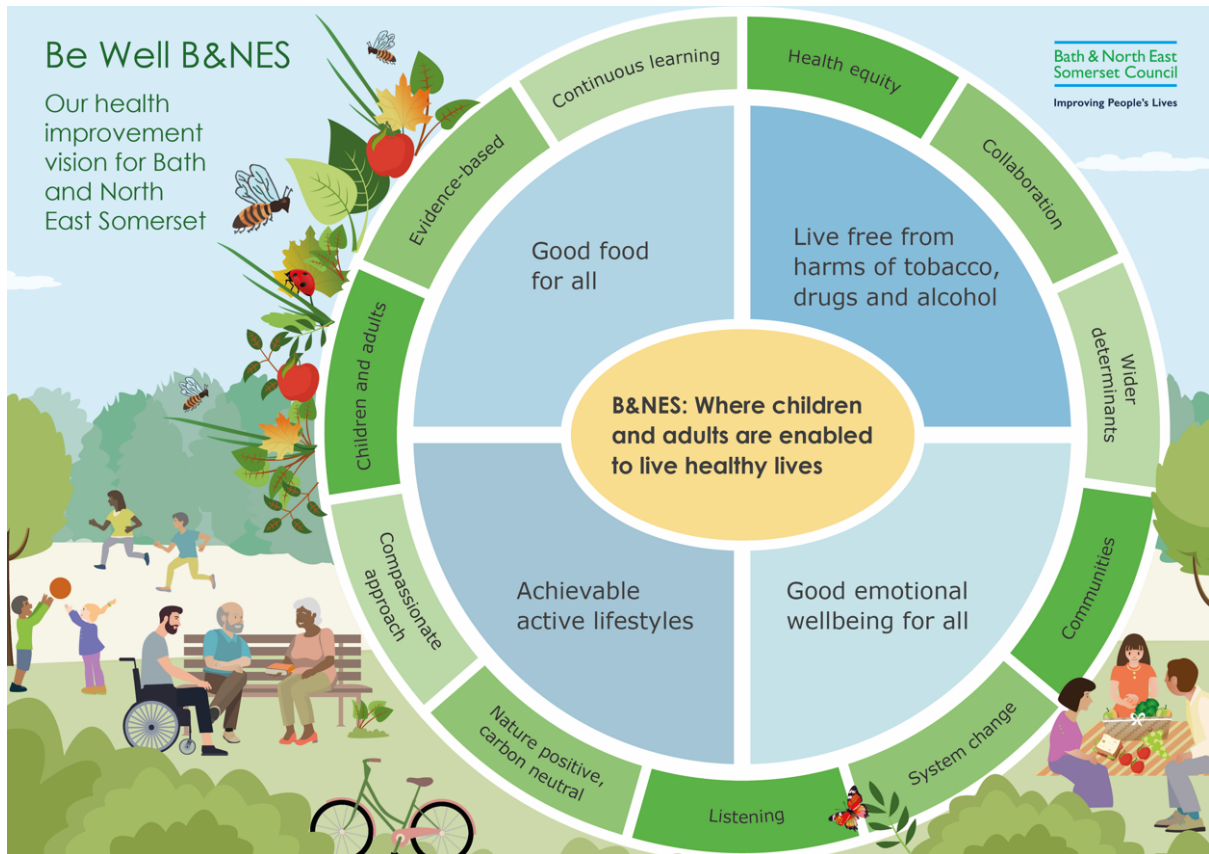 Be Well B&NES
Our health
improvement
vision for Bath
and North
East Somerset
Bath & North East
Somerset Council
Improving People's Lives
Health equity
Collaboration
Wider
determinants
Communities
System change
Listening
Nature positive,
carbon neutral
Compassionate
approach
Children and adults
Evidence-based
Continuous learning
Good food
for all
Live free from
harms of tobacco,
drugs and alcohol
B&NES: Where children
and adults are enabled
to live healthy lives
Achievable
active lifestyles
Good emotional
wellbeing for all